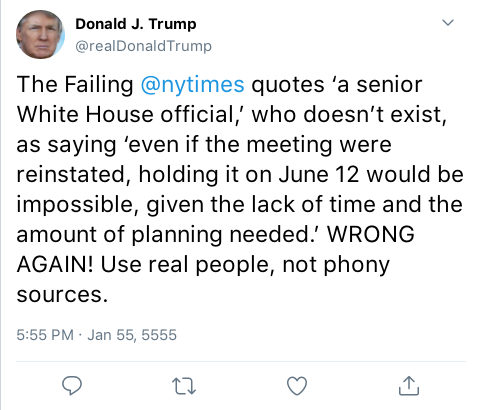 Donald J. Trump
@realDonaldTrump
The Failing @nytimes quotes ‘a senior
White House official,’ who doesn’t exist,
as saying ‘even if the meeting were
reinstated, holding it on June 12 would be
impossible, given the lack of time and the
amount of planning needed.’ WRONG
AGAIN! Use real people, not phony
sources.
5:55 PM · Jan 55, 5555